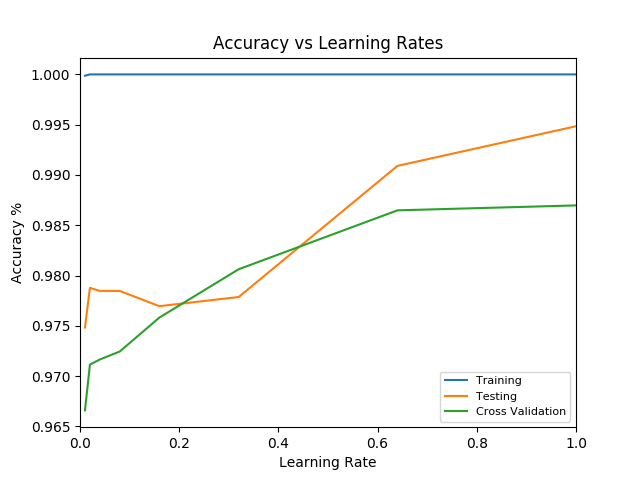 Accuracy vs Learning Rates
Accuracy %
1.000
0.995
0.990
0.985
0.980
0.975
0.970
0.965
0.0
0.2
0.4
0.6
0.8
1.0
Learning Rate
Training
Testing
Cross Validation